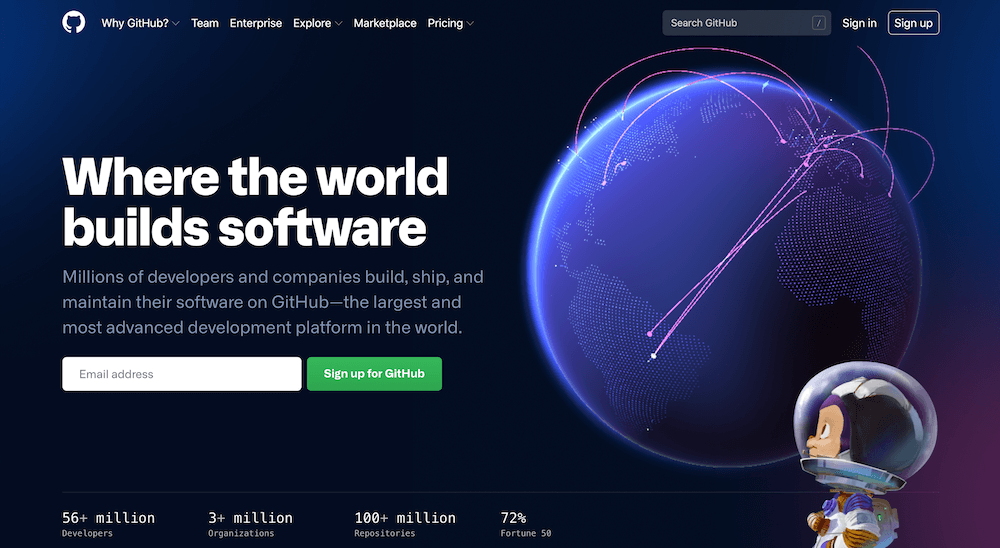 Why GitHub? Team Enterprise Explore Marketplace Pricing Search GitHub / Sign in Sign up
Where the world
builds software
Millions of developers and companies build, ship, and
maintain their software on GitHub—the largest and
most advanced development platform in the world.
Email address Sign up for GitHub
56+ million 3+ million 100+ million 72%
Developers Organizations Repositories Fortune 50